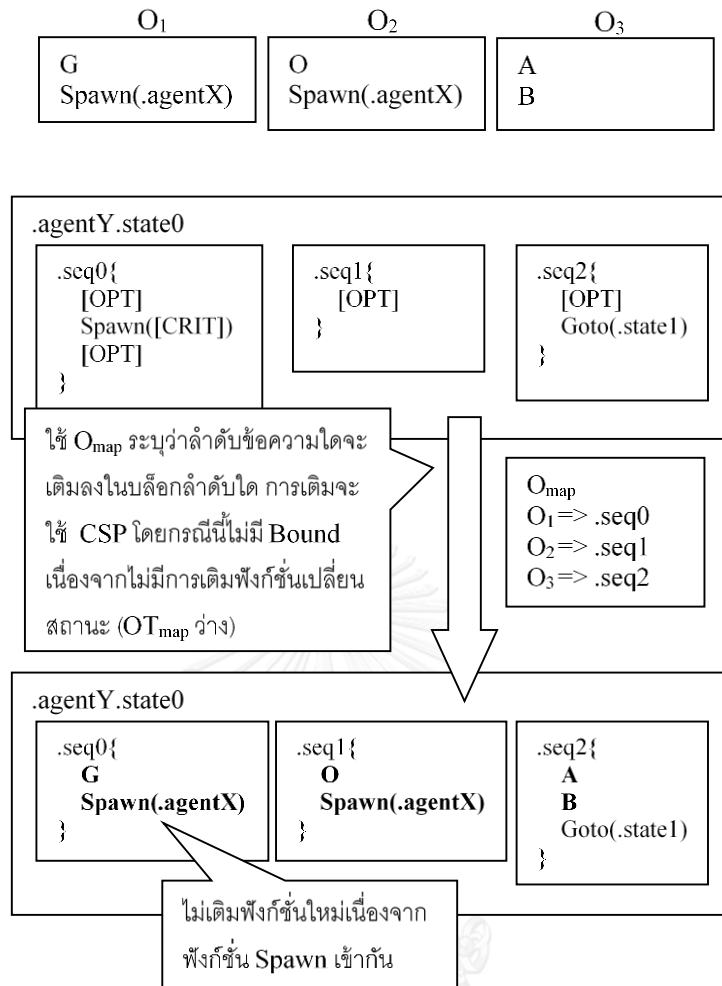 O₁ O₂ O₃
G
Spawn(.agentX)
O
Spawn(.agentX)
A
B
.agentY.state0
.seq0{
[OPT]
Spawn([CRIT])
[OPT]
}
.seq1{
[OPT]
}
.seq2{
[OPT]
Goto(.state1)
}
ใช้ Omap ระบุว่าลำดับข้อความใดจะ
เติมลงในบล็อกลำดับใด การเติมจะ
ใช้ CSP โดยกรณีนี้ไม่มี Bound
เนื่องจากไม่มีการเติมฟังก์ชั่นเปลี่ยน
สถานะ (OTmap ว่าง)
Omap
O₁ => .seq0
O₂ => .seq1
O₃ => .seq2
.agentY.state0
.seq0{
G
Spawn(.agentX)
}
.seq1{
O
Spawn(.agentX)
}
.seq2{
A
B
Goto(.state1)
}
ไม่เติมฟังก์ชั่นใหม่เนื่องจาก
ฟังก์ชั่น Spawn เข้ากัน